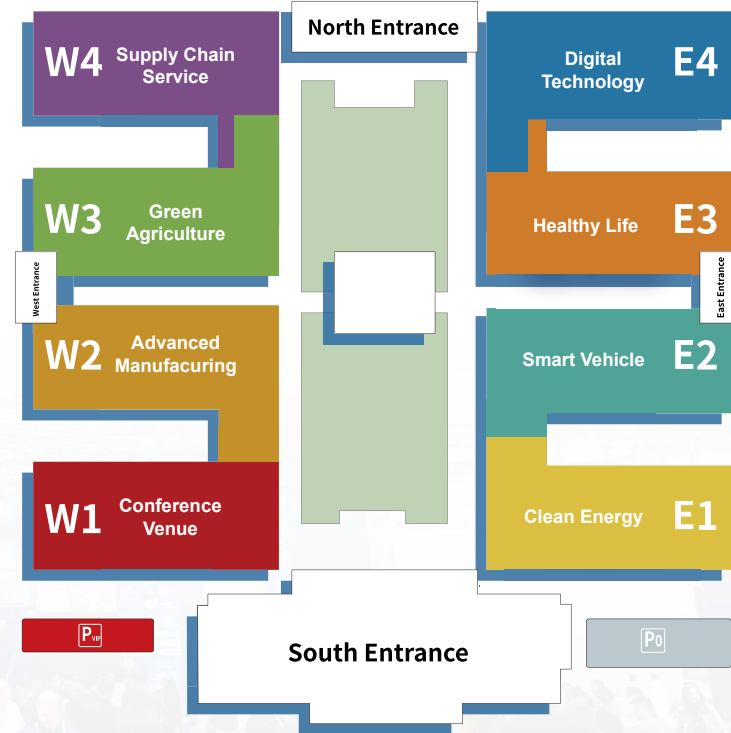 North Entrance
W4 Supply Chain
Service
Digital
Technology E4
W3 Green
Agriculture
Healthy Life E3
West Entrance
East Entrance
W2 Advanced
Manufacuring
Smart Vehicle E2
W1 Conference
Venue
Clean Energy E1
P VIP
South Entrance
P0